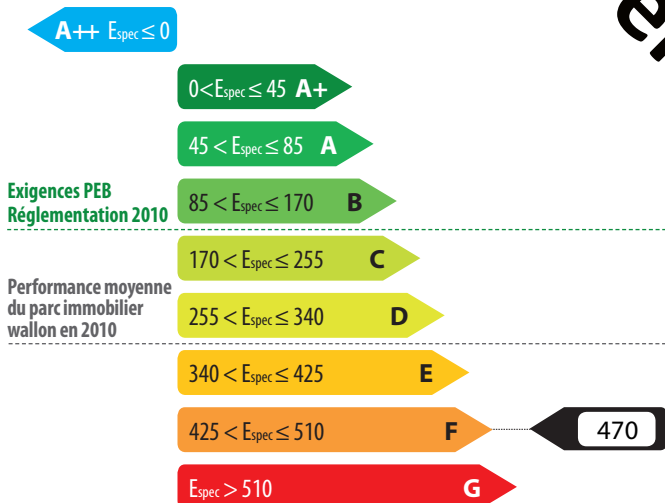 A++ Espec ≤ 0
0<Espec ≤ 45 A+
45 < Espec ≤ 85 A
Exigences PEB
Réglementation 2010
85 < Espec ≤ 170 B
170 < Espec ≤ 255 C
Performance moyenne
du parc immobilier
wallon en 2010
255 < Espec ≤ 340 D
340 < Espec ≤ 425 E
425 < Espec ≤ 510 F
470
Espec > 510 G